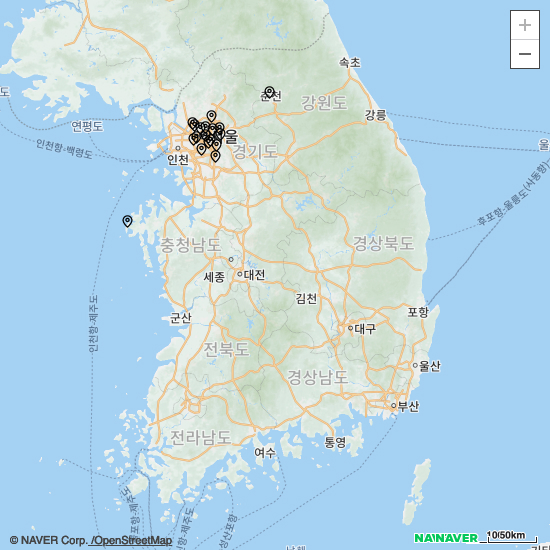 +
−
속초
춘천
강원도
강릉
연평도
울
인천항-백령도
인천
경기도
울
후포항-울릉도(사동항)
충청남도
경상북도
세종
대전
김천
인천항-제주도
군산
포항
전북도
대구
경상남도
울산
부산
전라남도
통영
여수
© NAVER Corp. /OpenStreetMap
NAVER
10/50km